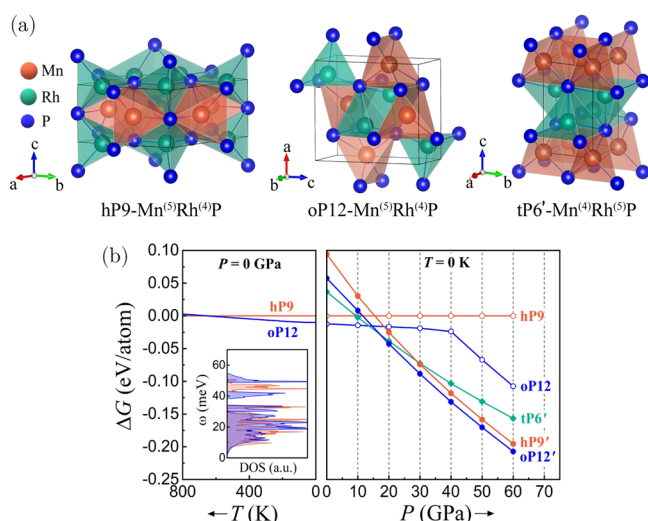 (a)
Mn
Rh
P
c
a
b
a
b
c
c
a
b
hP9-Mn⁽⁵⁾Rh⁽⁴⁾P
oP12-Mn⁽⁵⁾Rh⁽⁴⁾P
tP6′-Mn⁽⁴⁾Rh⁽⁵⁾P
(b)
ΔG (eV/atom)
0.10
0.05
0.00
-0.05
-0.10
-0.15
-0.20
-0.25
P = 0 GPa
hP9
oP12
ω (meV)
60
40
20
0
DOS (a.u.)
800
400
0
←T (K)
T = 0 K
hP9
oP12
tP6′
hP9′
oP12′
10 20 30 40 50 60 70
P (GPa)→